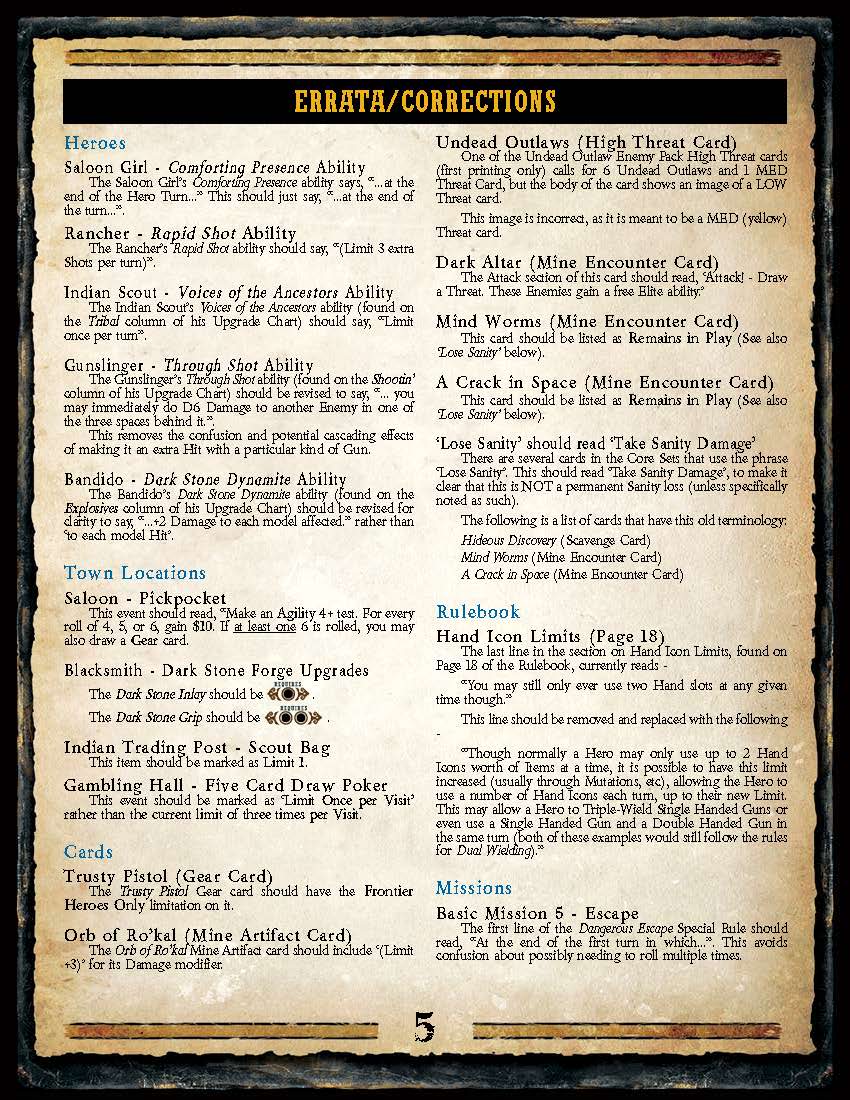 ERRATA/CORRECTIONS
Heroes
Saloon Girl - Comforting Presence Ability
The Saloon Girl's Comforting Presence ability says, "...at the
end of the Hero Turn..." This should just say, "...at the end of
the turn...".
Rancher - Rapid Shot Ability
The Rancher's Rapid Shot ability should say, "(Limit 3 extra
Shots per turn)".
Indian Scout - Voices of the Ancestors Ability
The Indian Scout's Voices of the Ancestors ability (found on
the Tribal column of his Upgrade Chart) should say, "Limit
once per turn".
Gunslinger - Through Shot Ability
The Gunslinger's Through Shot ability (found on the Shootin'
column of his Upgrade Chart) should be revised to say, "... you
may immediately do D6 Damage to another Enemy in one of
the three spaces behind it.".
This removes the confusion and potential cascading effects
of making it an extra Hit with a particular kind of Gun.
Bandido - Dark Stone Dynamite Ability
The Bandido's Dark Stone Dynamite ability (found on the
Explosives column of his Upgrade Chart) should be revised for
clarity to say, "...+2 Damage to each model affected." rather than
'to each model Hit'.
Town Locations
Saloon - Pickpocket
This event should read, "Make an Agility 4+ test. For every
roll of 4, 5, or 6, gain $10. If at least one 6 is rolled, you may
also draw a Gear card.
Blacksmith - Dark Stone Forge Upgrades
REQUIRES
The Dark Stone Inlay should be .
REQUIRES
The Dark Stone Grip should be .
Indian Trading Post - Scout Bag
This item should be marked as Limit 1.
Gambling Hall - Five Card Draw Poker
This event should be marked as 'Limit Once per Visit'
rather than the current limit of three times per Visit.
Cards
Trusty Pistol (Gear Card)
The Trusty Pistol Gear card should have the Frontier
Heroes Only limitation on it.
Orb of Ro'kal (Mine Artifact Card)
The Orb of Ro'kal Mine Artifact card should include '(Limit
+3)' for its Damage modifier.
Undead Outlaws (High Threat Card)
One of the Undead Outlaw Enemy Pack High Threat cards
(first printing only) calls for 6 Undead Outlaws and 1 MED
Threat Card, but the body of the card shows an image of a LOW
Threat card.
This image is incorrect, as it is meant to be a MED (yellow)
Threat card.
Dark Altar (Mine Encounter Card)
The Attack section of this card should read, 'Attack! - Draw
a Threat. These Enemies gain a free Elite ability.'
Mind Worms (Mine Encounter Card)
This card should be listed as Remains in Play (See also
'Lose Sanity' below).
A Crack in Space (Mine Encounter Card)
This card should be listed as Remains in Play (See also
'Lose Sanity' below).
'Lose Sanity' should read 'Take Sanity Damage'
There are several cards in the Core Sets that use the phrase
'Lose Sanity'. This should read 'Take Sanity Damage', to make it
clear that this is NOT a permanent Sanity loss (unless specifically
noted as such).
The following is a list of cards that have this old terminology:
Hideous Discovery (Scavenge Card)
Mind Worms (Mine Encounter Card)
A Crack in Space (Mine Encounter Card)
Rulebook
Hand Icon Limits (Page 18)
The last line in the section on Hand Icon Limits, found on
Page 18 of the Rulebook, currently reads -
"You may still only ever use two Hand slots at any given
time though."
This line should be removed and replaced with the following
-
"Though normally a Hero may only use up to 2 Hand
Icons worth of Items at a time, it is possible to have this limit
increased (usually through Mutations, etc), allowing the Hero to
use a number of Hand Icons each turn, up to their new Limit.
This may allow a Hero to Triple-Wield Single Handed Guns or
even use a Single Handed Gun and a Double Handed Gun in
the same turn (both of these examples would still follow the rules
for Dual Wielding)."
Missions
Basic Mission 5 - Escape
The first line of the Dangerous Escape Special Rule should
read, "At the end of the first turn in which...". This avoids
confusion about possibly needing to roll multiple times.
5